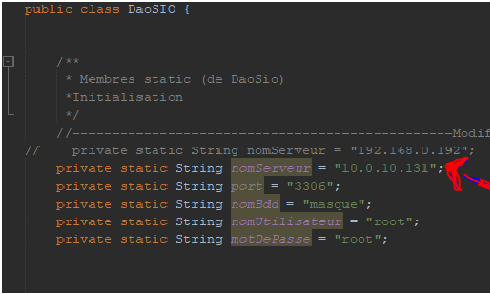 public class DaoSIO {
/**
* Membres static (de DaoSio)
*Initialisation
*/
//------------------------------------------------Modif
// private static String nomServeur = "192.168.0.192";
private static String nomServeur = "10.0.10.131";
private static String port = "3306";
private static String nomBdd = "masque";
private static String nomUtilisateur = "root";
private static String motDePasse = "root";